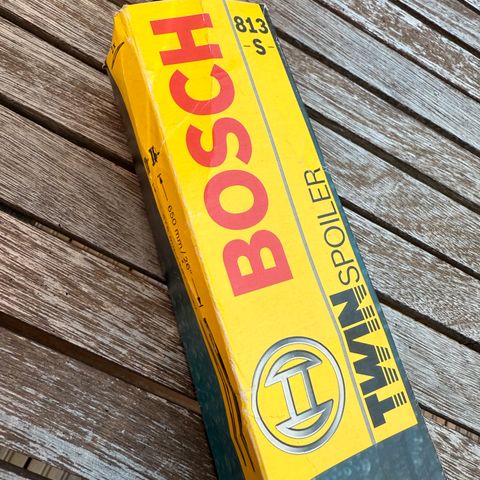 BOSCH
813
-S-
TWIN SPOILER
650 mm/26"